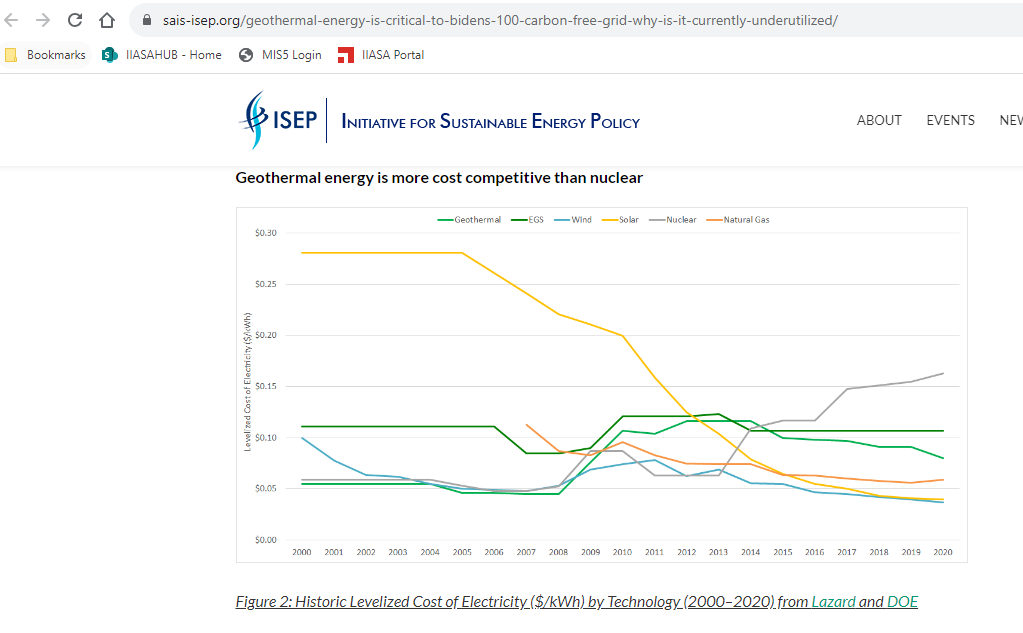 sais-isep.org/geothermal-energy-is-critical-to-bidens-100-carbon-free-grid-why-is-it-currently-underutilized/
Bookmarks IIASAHUB - Home MIS5 Login IIASA Portal
ISEP INITIATIVE FOR SUSTAINABLE ENERGY POLICY ABOUT EVENTS NEW
Geothermal energy is more cost competitive than nuclear
Geothermal EGS Wind Solar Nuclear Natural Gas
$0.30
$0.25
$0.20
$0.15
$0.10
$0.05
$0.00
Levelized Cost of Electricity ($/kWh)
2000 2001 2002 2003 2004 2005 2006 2007 2008 2009 2010 2011 2012 2013 2014 2015 2016 2017 2018 2019 2020
Figure 2: Historic Levelized Cost of Electricity ($/kWh) by Technology (2000–2020) from Lazard and DOE